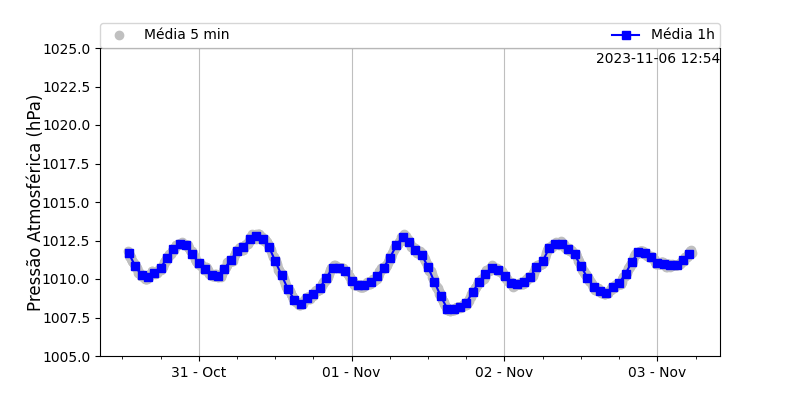 Média 5 min
Média 1h
2023-11-06 12:54
Pressão Atmosférica (hPa)
1025.0
1022.5
1020.0
1017.5
1015.0
1012.5
1010.0
1007.5
1005.0
31 - Oct
01 - Nov
02 - Nov
03 - Nov